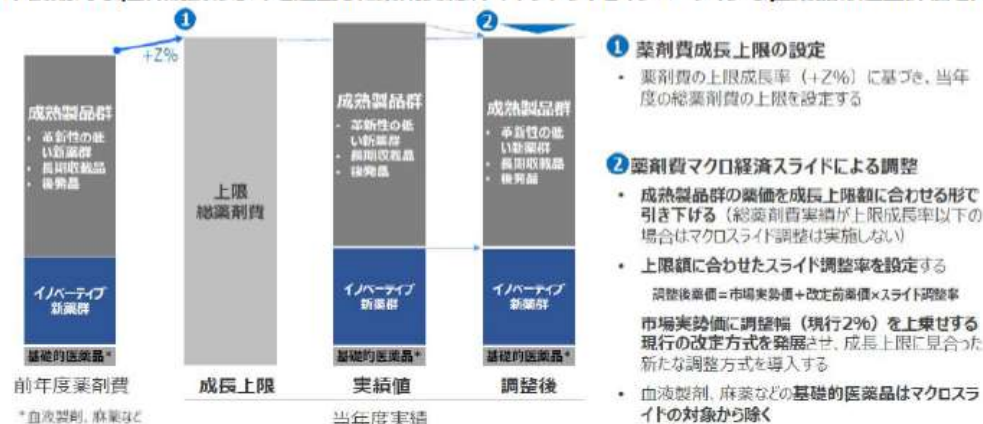 1
2
+Z%
成熟製品群
• 革新性の低い新薬群
• 長期収載品
• 後発品
イノベーティブ
新薬群
基礎的医薬品*
前年度薬剤費
*血液製剤、麻薬など
上限
総薬剤費
成長上限
成熟製品群
• 革新性の低い新薬群
• 長期収載品
• 後発品
イノベーティブ
新薬群
基礎的医薬品*
実績値
成熟製品群
• 革新性の低い新薬群
• 長期収載品
• 後発品
イノベーティブ
新薬群
基礎的医薬品*
調整後
当年度実績
1 薬剤費成長上限の設定
• 薬剤費の上限成長率（+Z%）に基づき、当年
度の総薬剤費の上限を設定する
2 薬剤費マクロ経済スライドによる調整
• 成熟製品群の薬価を成長上限額に合わせる形で
引き下げる（総薬剤費実績が上限成長率以下の
場合はマクロスライド調整は実施しない）
• 上限額に合わせたスライド調整率を設定する
調整後薬価＝市場実勢価＋改定前薬価×スライド調整率
市場実勢価に調整幅（現行2%）を上乗せする
現行の改定方式を発展させ、成長上限に見合った
新たな調整方式を導入する
• 血液製剤、麻薬などの基礎的医薬品はマクロスラ
イドの対象から除く